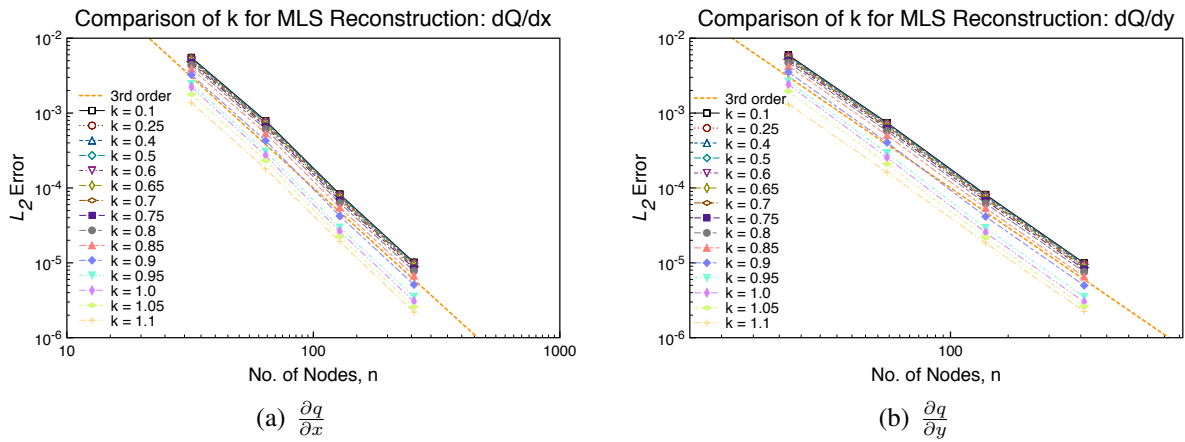 Comparison of k for MLS Reconstruction: dQ/dx
10-2
10-3
10-4
10-5
10-6
L2 Error
3rd order
k = 0.1
k = 0.25
k = 0.4
k = 0.5
k = 0.6
k = 0.65
k = 0.7
k = 0.75
k = 0.8
k = 0.85
k = 0.9
k = 0.95
k = 1.0
k = 1.05
k = 1.1
10 100 1000
No. of Nodes, n
(a) ∂q/∂x
Comparison of k for MLS Reconstruction: dQ/dy
10-2
10-3
10-4
10-5
10-6
L2 Error
3rd order
k = 0.1
k = 0.25
k = 0.4
k = 0.5
k = 0.6
k = 0.65
k = 0.7
k = 0.75
k = 0.8
k = 0.85
k = 0.9
k = 0.95
k = 1.0
k = 1.05
k = 1.1
100
No. of Nodes, n
(b) ∂q/∂y